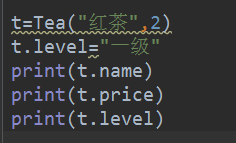 t=Tea("红茶",2)
t.level="一级"
print(t.name)
print(t.price)
print(t.level)